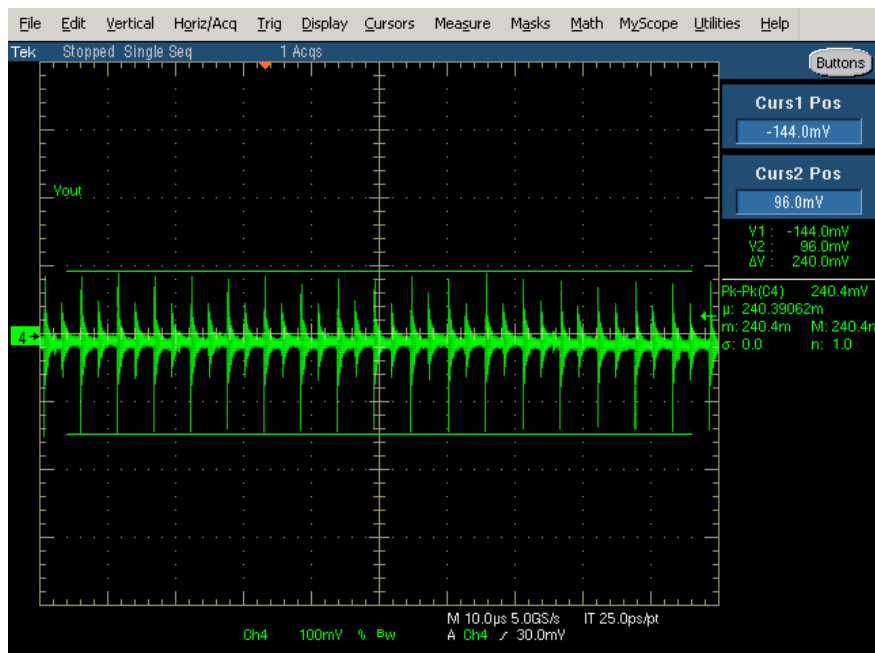 File Edit Vertical Horiz/Acq Trig Display Cursors Measure Masks Math MyScope Utilities Help
Tek Stopped Single Seq 1 Acqs
Buttons
Curs1 Pos
-144.0mV
Curs2 Pos
96.0mV
Vout
V1 : -144.0mV
V2 : 96.0mV
ΔV : 240.0mV
Pk-Pk(C4) 240.4mV
µ: 240.39062m
m: 240.4m M: 240.4m
σ: 0.0 n: 1.0
4
M 10.0µs 5.0GS/s IT 25.0ps/pt
Ch4 100mV ∿ Bw A Ch4 ∕ 30.0mV